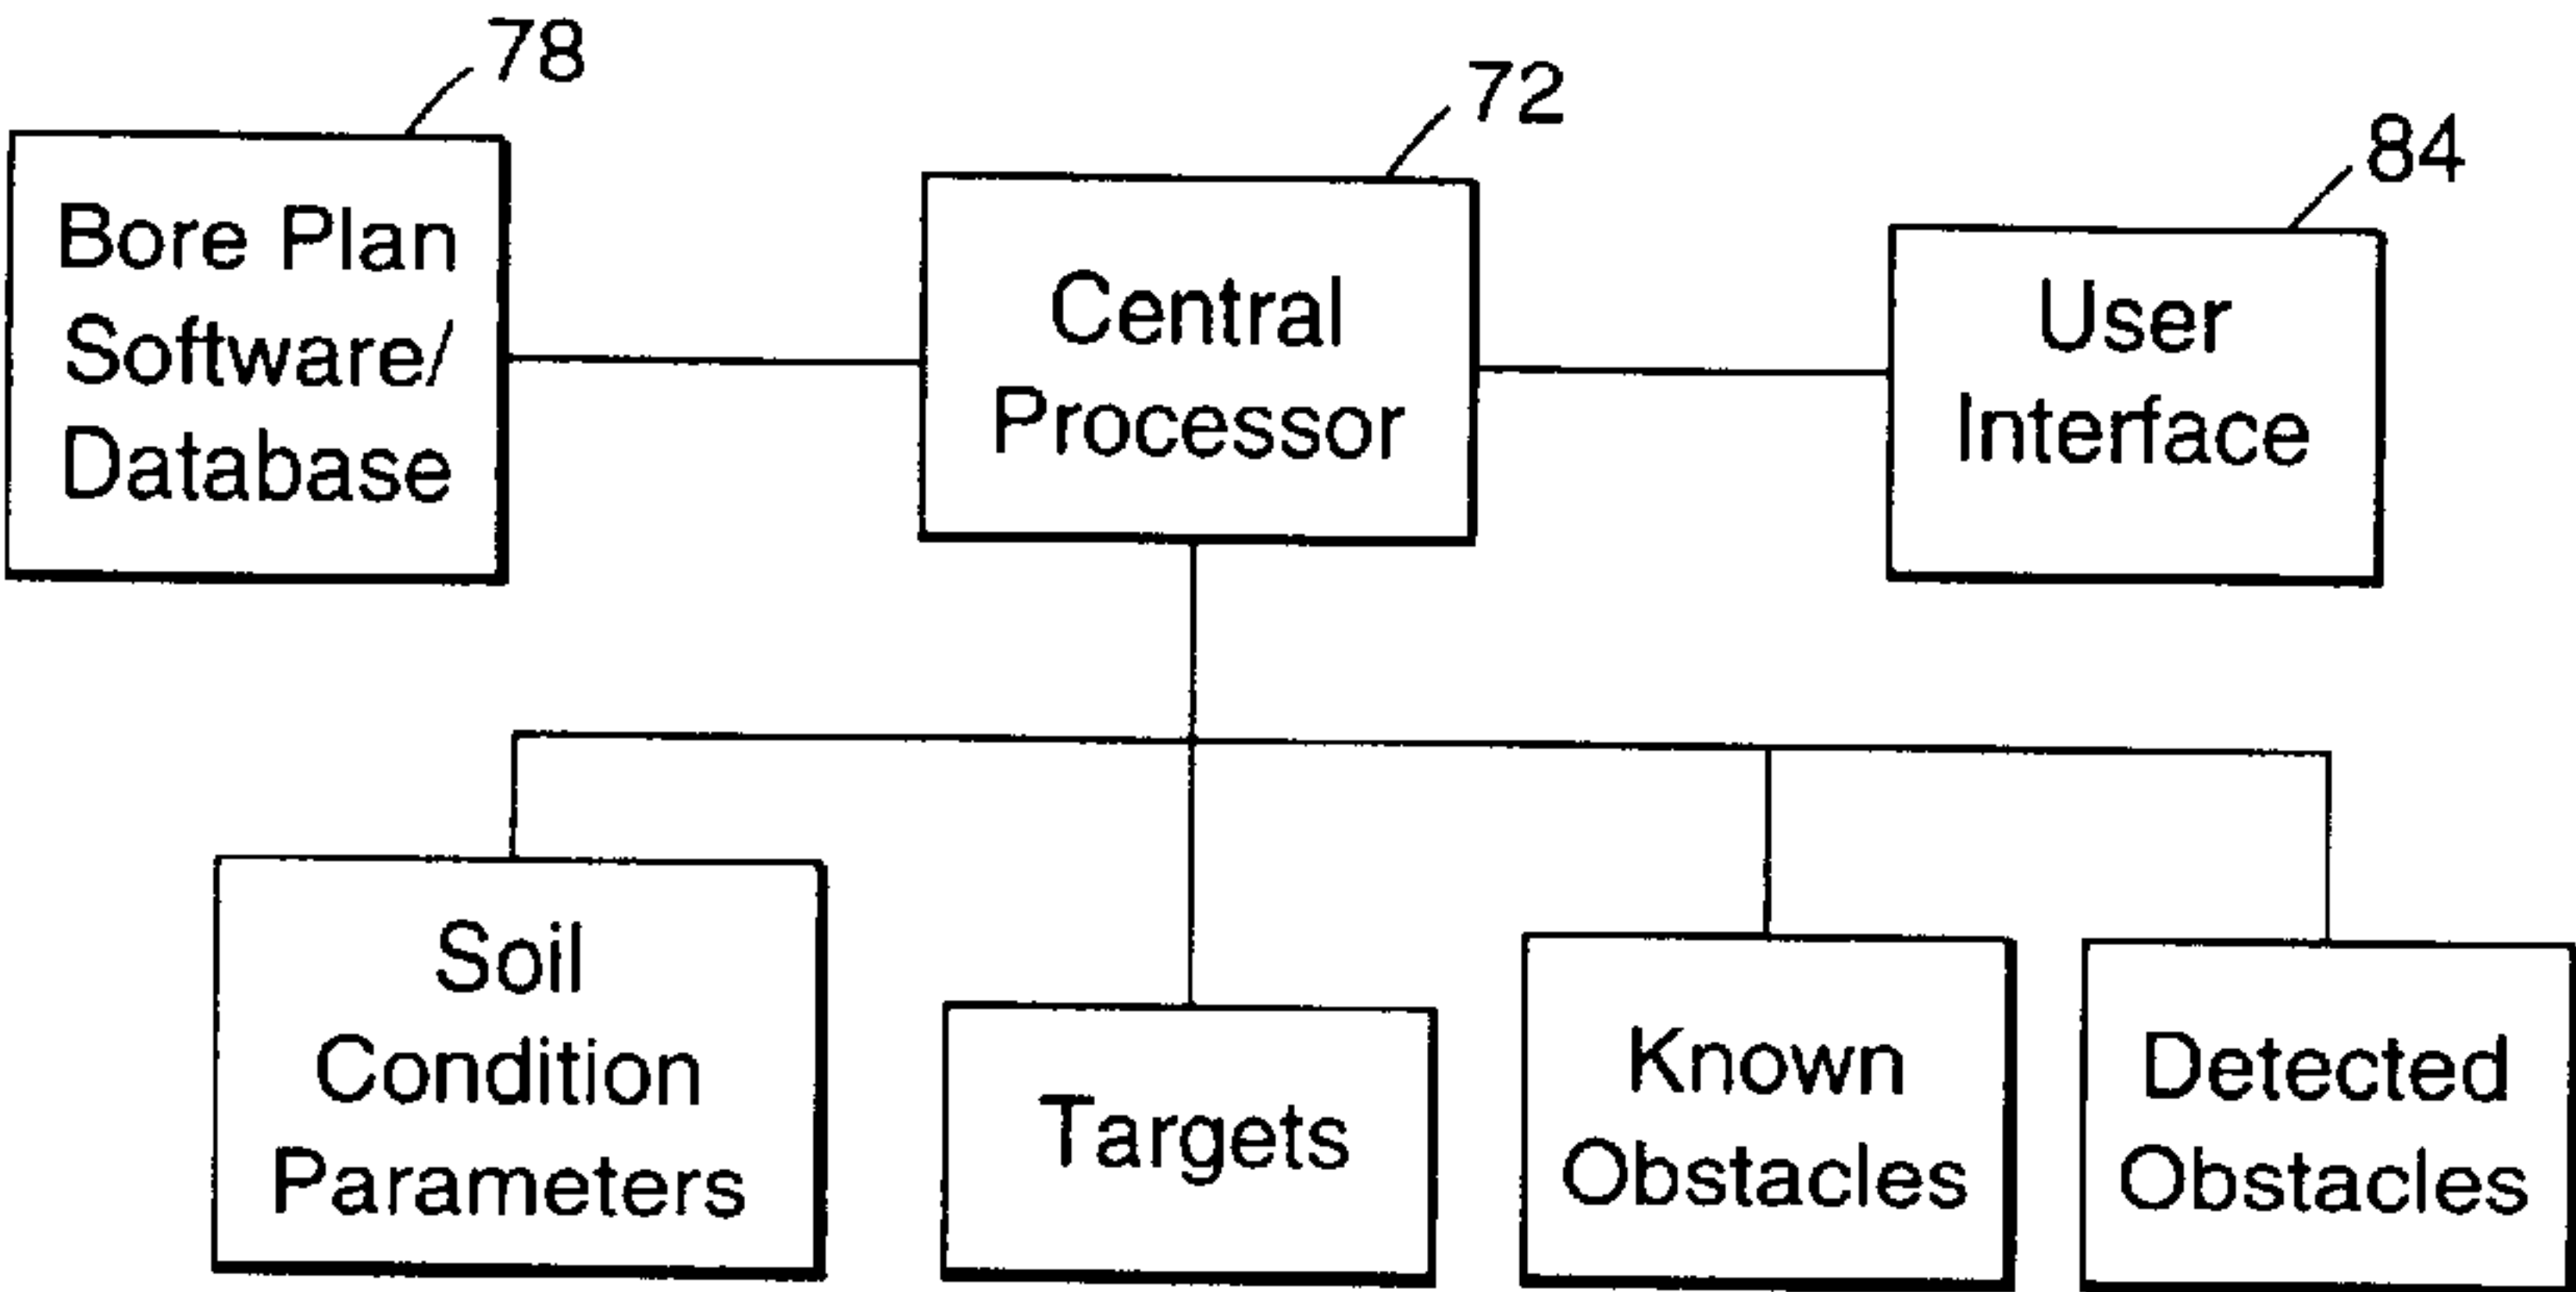 78
Bore Plan
Software/
Database
72
Central
Processor
84
User
Interface
Soil
Condition
Parameters
Targets
Known
Obstacles
Detected
Obstacles